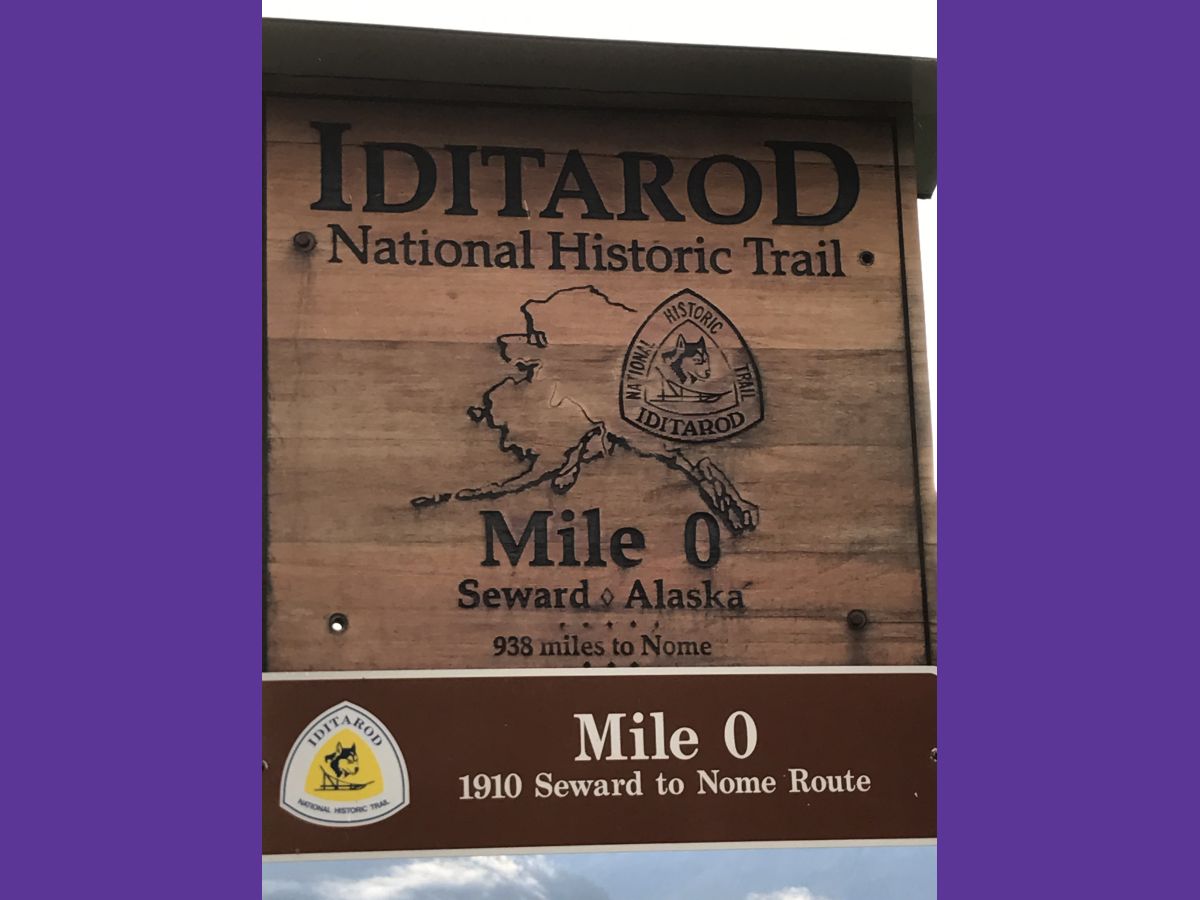 IDITAROD
National Historic Trail
NATIONAL HISTORIC TRAIL
IDITAROD
Mile 0
Seward ◊ Alaska
938 miles to Nome
IDITAROD
NATIONAL HISTORIC TRAIL
Mile 0
1910 Seward to Nome Route